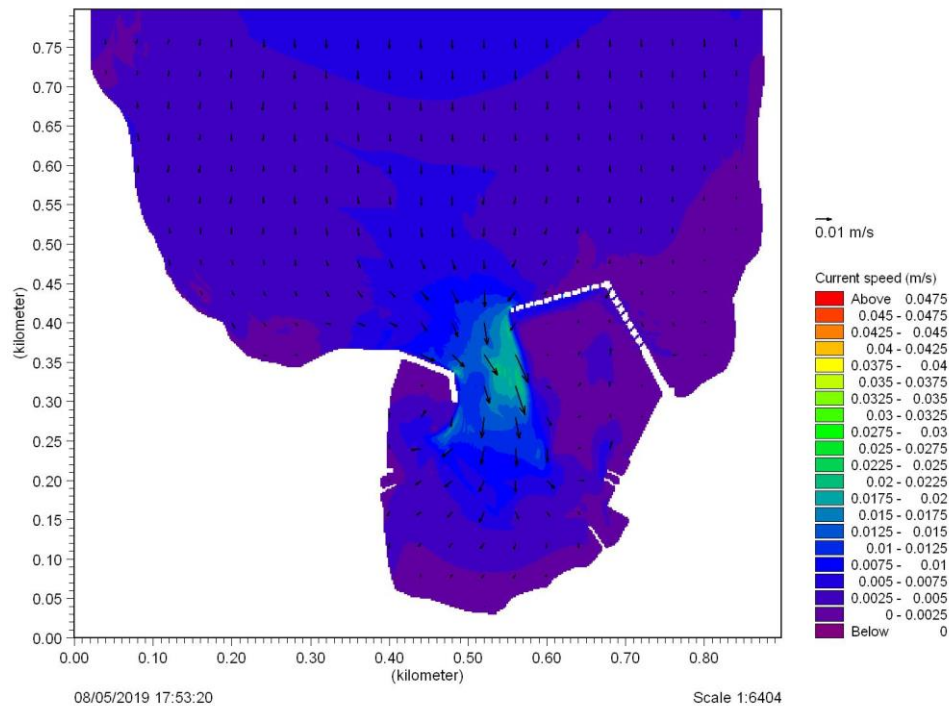 0.75
0.70
0.65
0.60
0.55
0.50
0.45
0.40
0.35
0.30
0.25
0.20
0.15
0.10
0.05
0.00
(kilometer)
0.00 0.10 0.20 0.30 0.40 0.50 0.60 0.70 0.80
(kilometer)
08/05/2019 17:53:20
Scale 1:6404
0.01 m/s
Current speed (m/s)
Above 0.0475
0.045 - 0.0475
0.0425 - 0.045
0.04 - 0.0425
0.0375 - 0.04
0.035 - 0.0375
0.0325 - 0.035
0.03 - 0.0325
0.0275 - 0.03
0.025 - 0.0275
0.0225 - 0.025
0.02 - 0.0225
0.0175 - 0.02
0.015 - 0.0175
0.0125 - 0.015
0.01 - 0.0125
0.0075 - 0.01
0.005 - 0.0075
0.0025 - 0.005
0 - 0.0025
Below 0